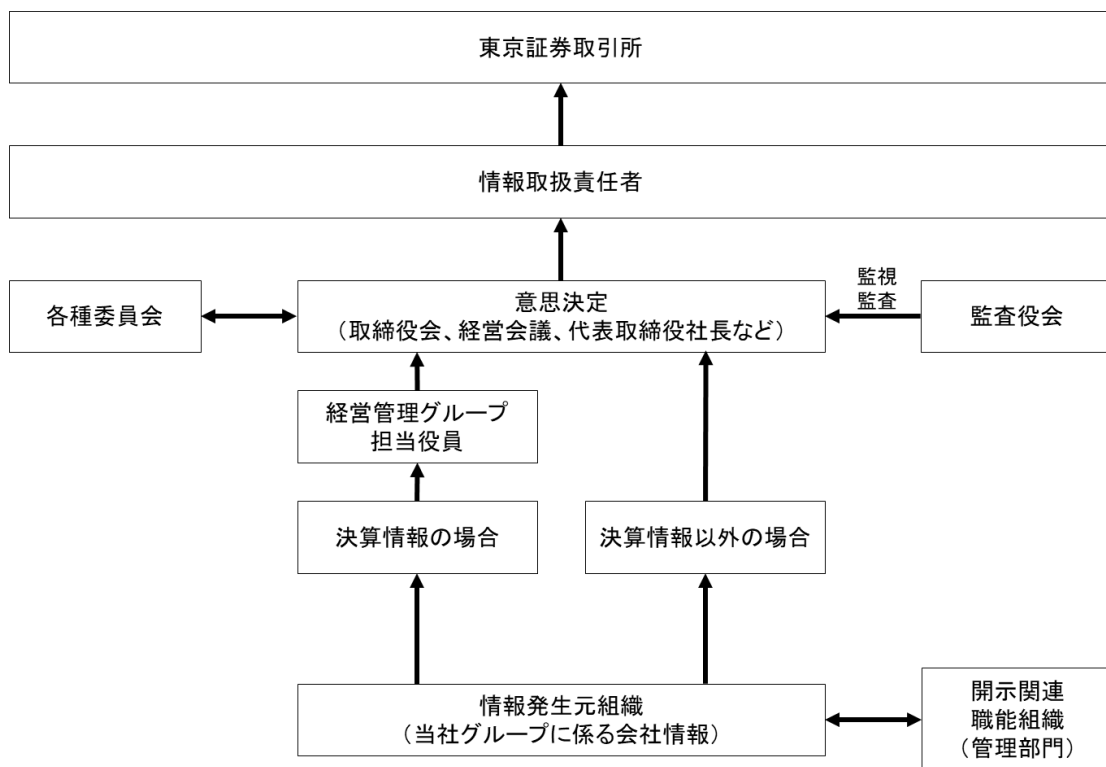 東京証券取引所
情報取扱責任者
各種委員会
意思決定
（取締役会、経営会議、代表取締役社長など）
監視
監査
監査役会
経営管理グループ
担当役員
決算情報の場合
決算情報以外の場合
情報発生元組織
（当社グループに係る会社情報）
開示関連
職能組織
（管理部門）